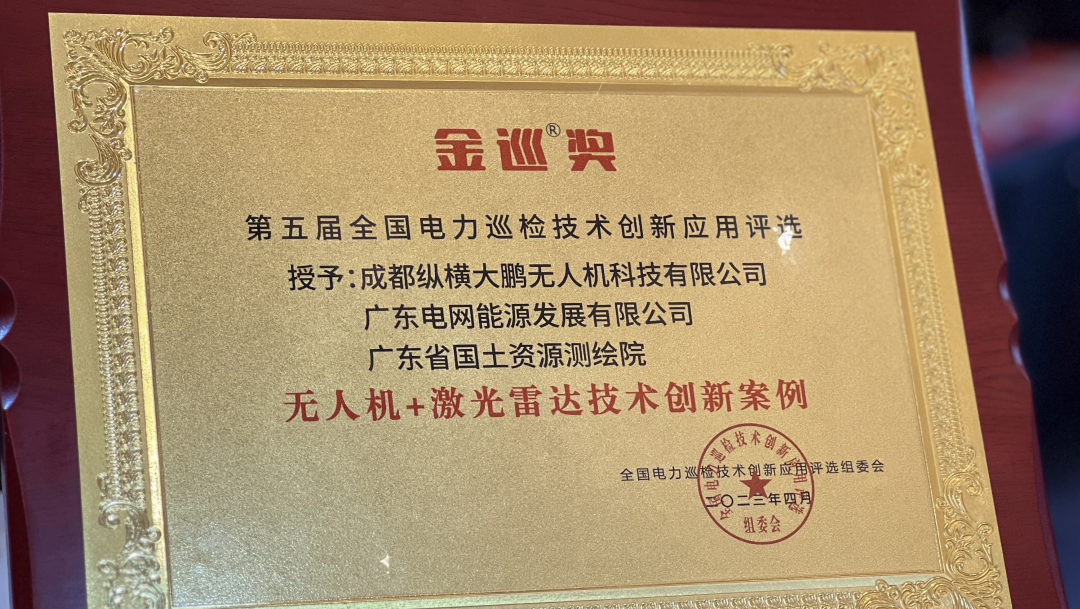 金巡®奖
第五届全国电力巡检技术创新应用评选
授予：成都纵横大鹏无人机科技有限公司
广东电网能源发展有限公司
广东省国土资源测绘院
无人机+激光雷达技术创新案例
全国电力巡检技术创新应用评选组委会
二〇二三年四月
组委会